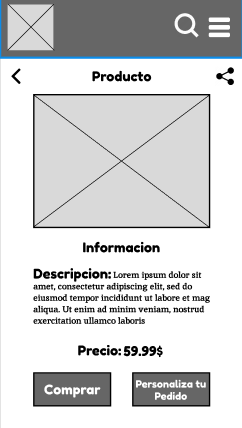 Producto
Informacion
Descripcion: Lorem ipsum dolor sit
amet, consectetur adipiscing elit, sed do
eiusmod tempor incididunt ut labore et mag
aliqua. Ut enim ad minim veniam, nostrud
exercitation ullamco laboris
Precio: 59.99$
Comprar
Personaliza tu
Pedido